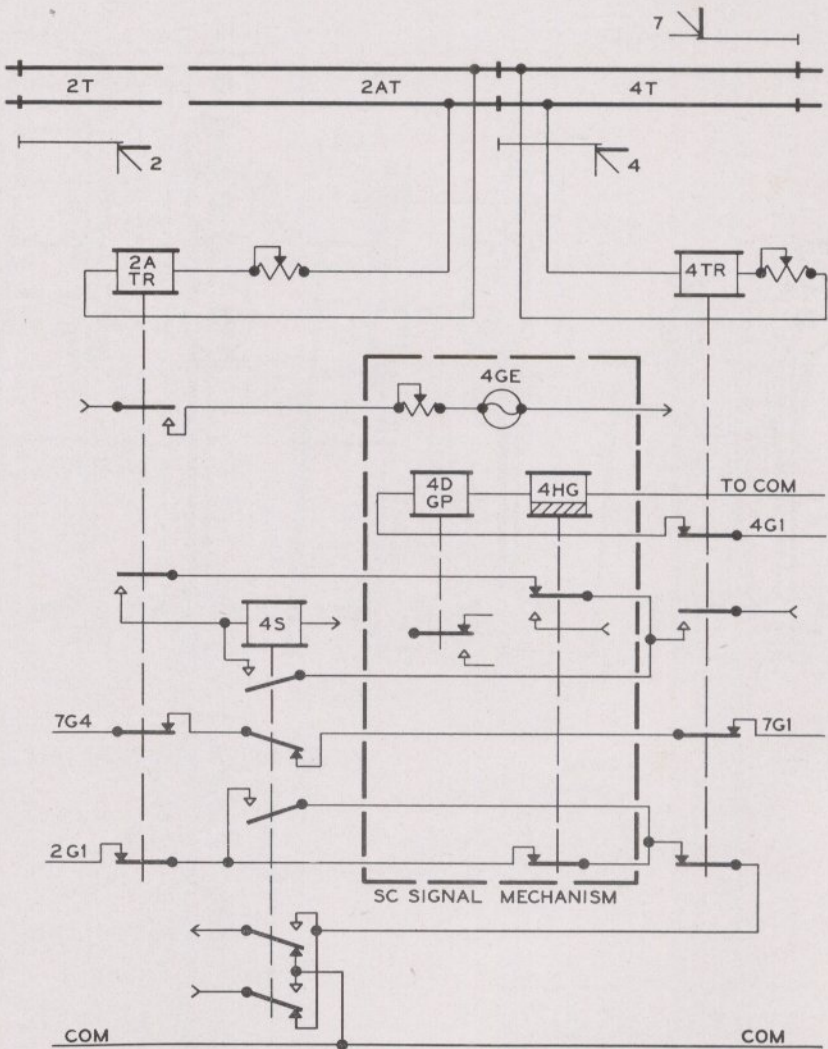 7
2T
2AT
4T
2
4
2A
TR
4TR
4GE
4D
GP
4HG
TO COM
4G1
4S
7G4
7G1
2G1
SC SIGNAL MECHANISM
COM
COM